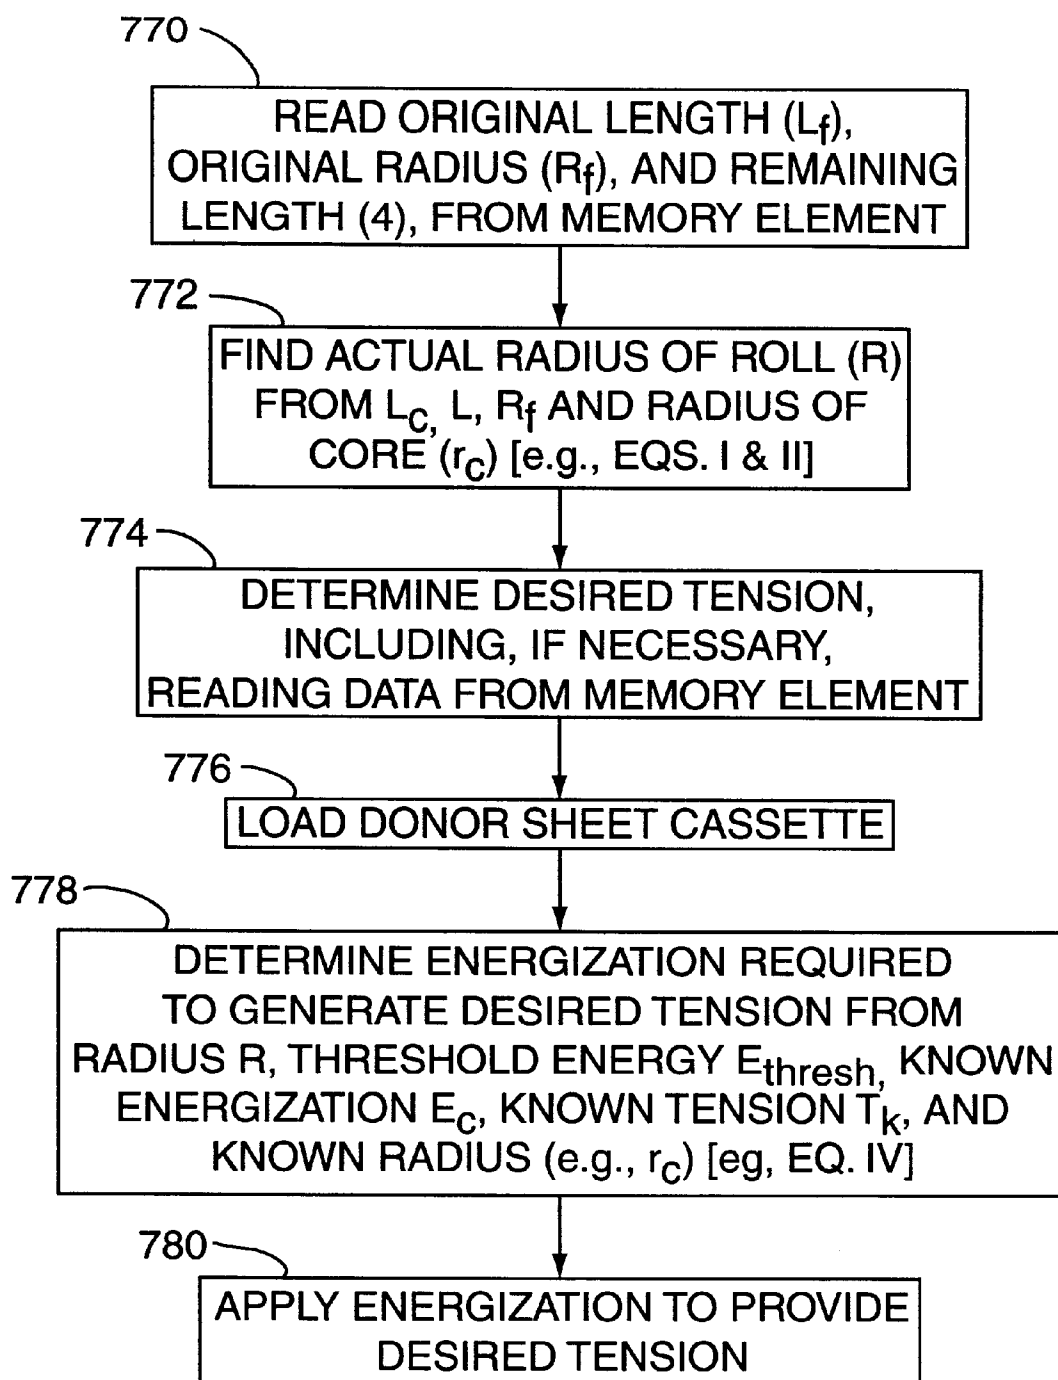 770
READ ORIGINAL LENGTH (Lf),
ORIGINAL RADIUS (Rf), AND REMAINING
LENGTH (4), FROM MEMORY ELEMENT
772
FIND ACTUAL RADIUS OF ROLL (R)
FROM LC, L, Rf AND RADIUS OF
CORE (rc) [e.g., EQS. I & II]
774
DETERMINE DESIRED TENSION,
INCLUDING, IF NECESSARY,
READING DATA FROM MEMORY ELEMENT
776
LOAD DONOR SHEET CASSETTE
778
DETERMINE ENERGIZATION REQUIRED
TO GENERATE DESIRED TENSION FROM
RADIUS R, THRESHOLD ENERGY Ethresh, KNOWN
ENERGIZATION Ec, KNOWN TENSION Tk, AND
KNOWN RADIUS (e.g., rc) [eg, EQ. IV]
780
APPLY ENERGIZATION TO PROVIDE
DESIRED TENSION